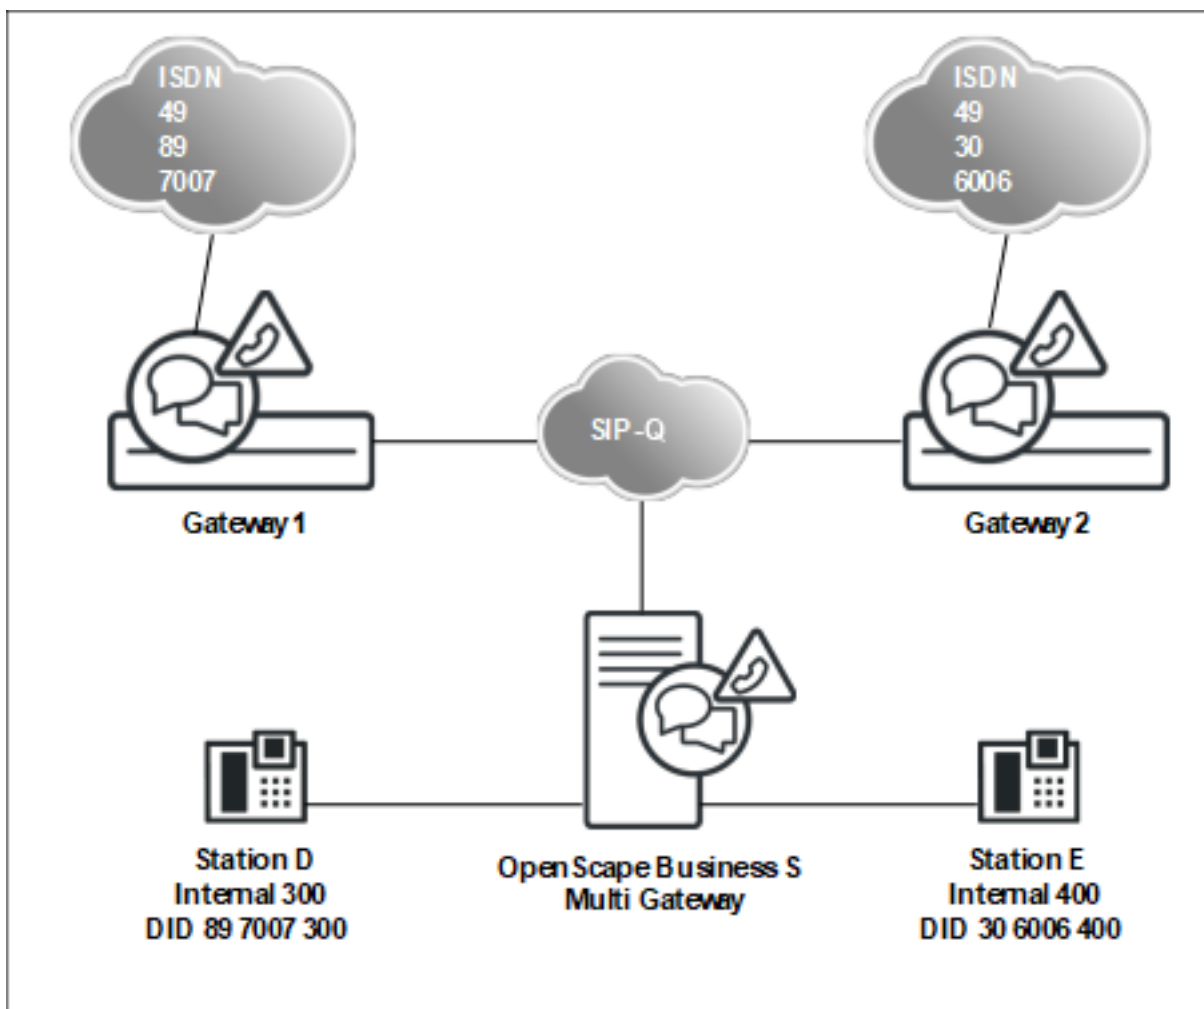 ISDN
49
89
7007
ISDN
49
30
6006
SIP-Q
Gateway 1
Gateway 2
Station D
Internal 300
DID 89 7007 300
OpenScape Business S
Multi Gateway
Station E
Internal 400
DID 30 6006 400